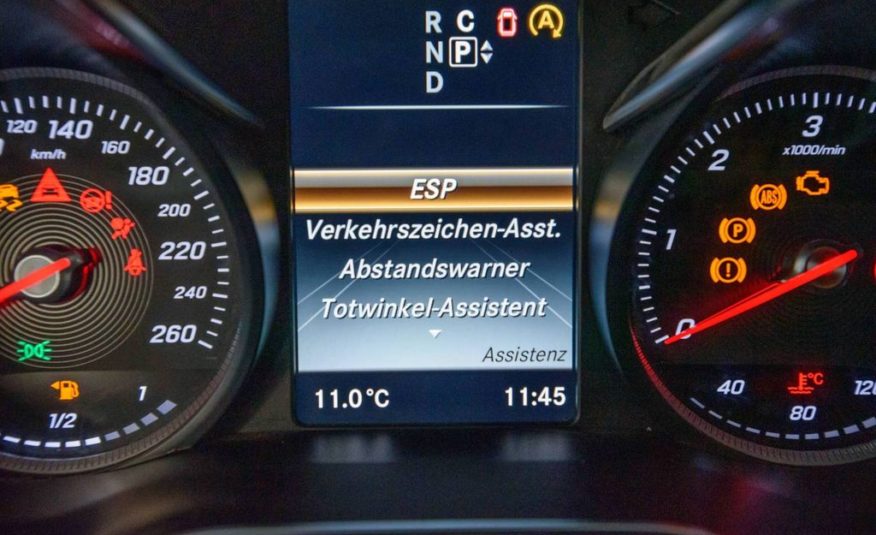 R C A
N P
D
120 140 160 180 200 220 240 260
km/h
1/2 1
ESP
Verkehrszeichen-Asst.
Abstandswarner
Totwinkel-Assistent
Assistenz
11.0°C 11:45
0 1 2 3
x1000/min
ABS
P
!
40 80 120
°C